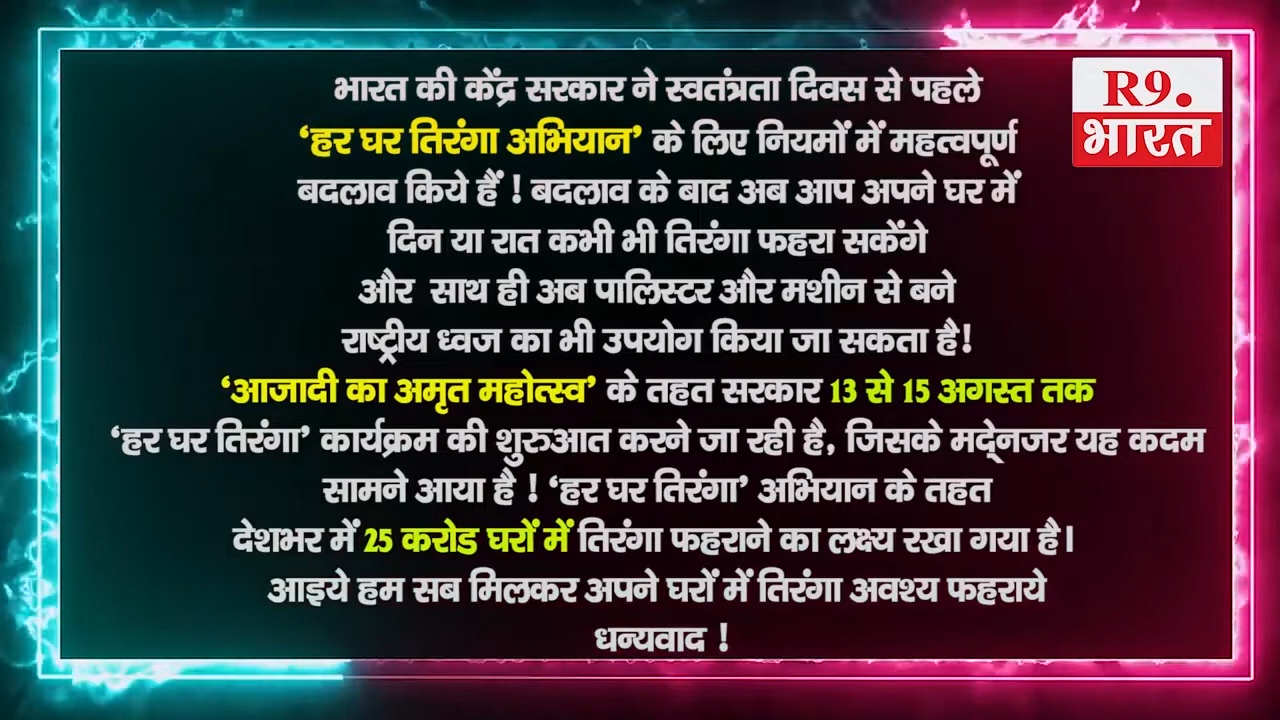 भारत की केंद्र सरकार ने स्वतंत्रता दिवस से पहले
R9.
भारत
‘हर घर तिरंगा अभियान’ के लिए नियमों में महत्वपूर्ण
बदलाव किये हैं ! बदलाव के बाद अब आप अपने घर में
दिन या रात कभी भी तिरंगा फहरा सकेंगे
और साथ ही अब पालिस्टर और मशीन से बने
राष्ट्रीय ध्वज का भी उपयोग किया जा सकता है!
‘आजादी का अमृत महोत्स्व’ के तहत सरकार 13 से 15 अगस्त तक
‘हर घर तिरंगा’ कार्यक्रम की शुरुआत करने जा रही है, जिसके मद्देनजर यह कदम
सामने आया है ! ‘हर घर तिरंगा’ अभियान के तहत
देशभर में 25 करोड घरों में तिरंगा फहराने का लक्ष्य रखा गया है।
आइये हम सब मिलकर अपने घरों में तिरंगा अवश्य फहराये
धन्यवाद !